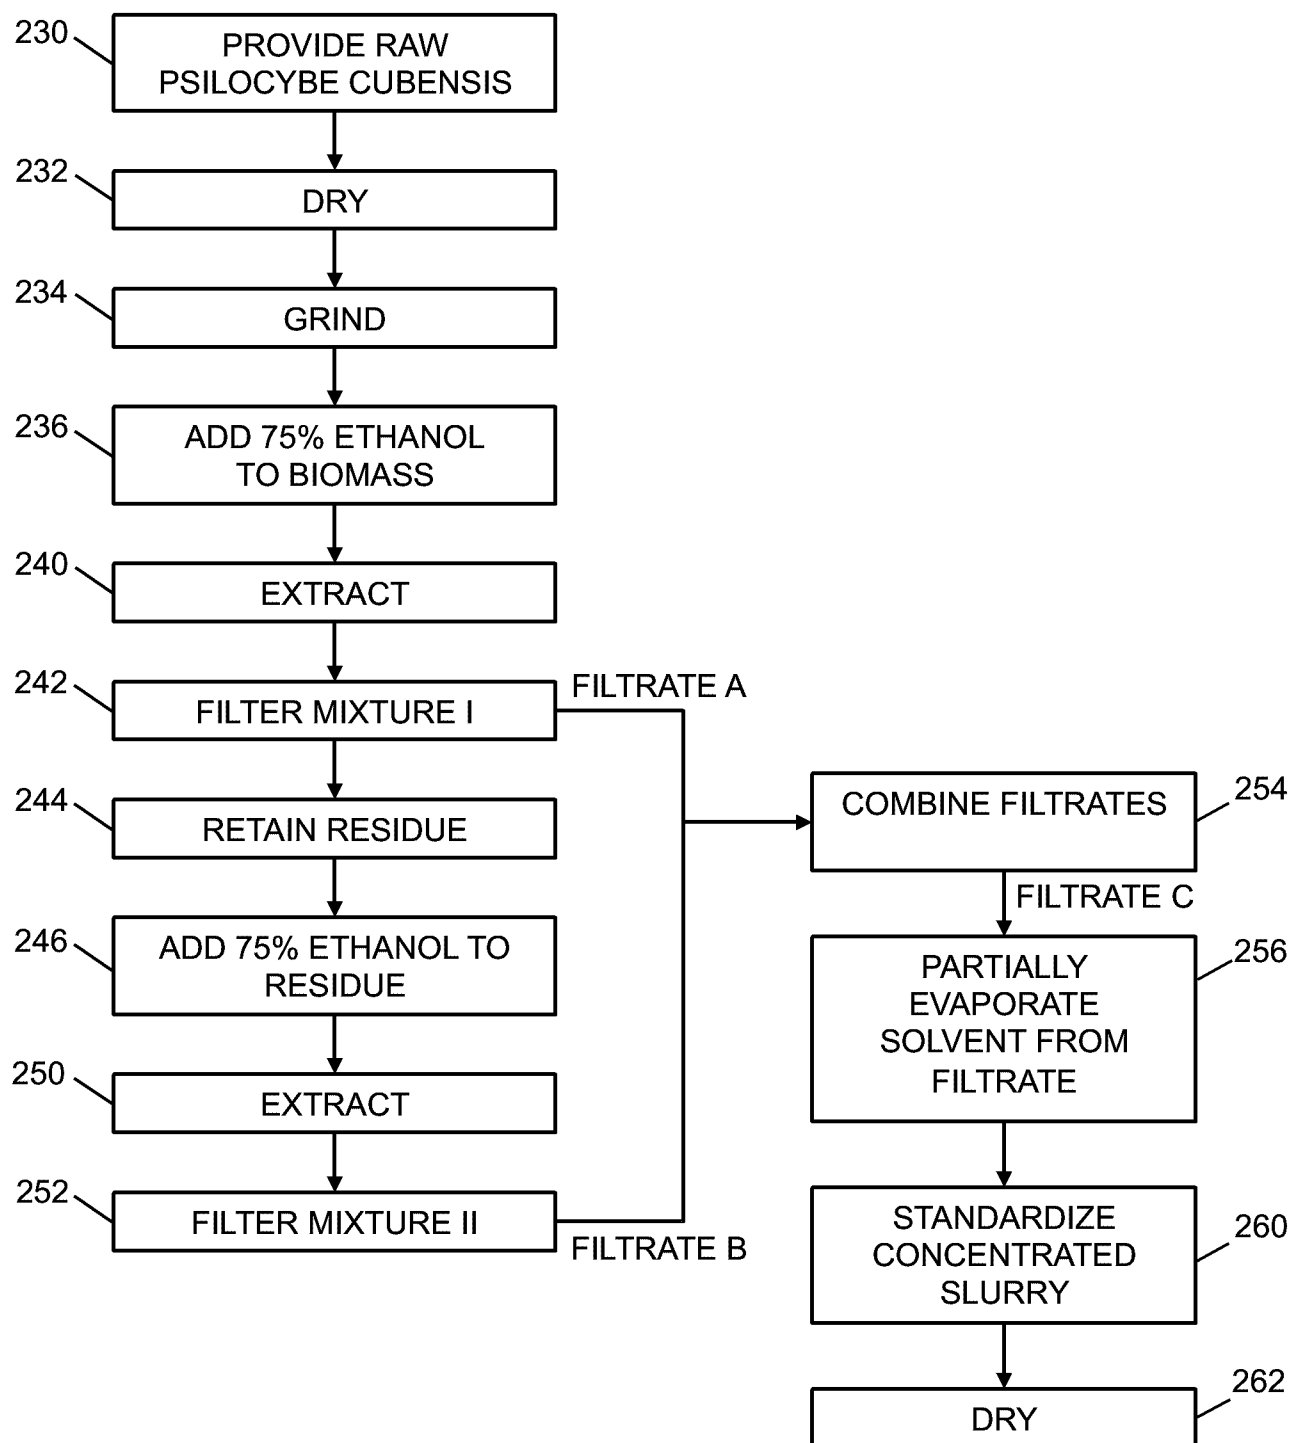 230
PROVIDE RAW
PSILOCYBE CUBENSIS
232
DRY
234
GRIND
236
ADD 75% ETHANOL
TO BIOMASS
240
EXTRACT
242
FILTER MIXTURE I
FILTRATE A
244
RETAIN RESIDUE
246
ADD 75% ETHANOL TO
RESIDUE
250
EXTRACT
252
FILTER MIXTURE II
FILTRATE B
COMBINE FILTRATES
254
FILTRATE C
PARTIALLY
EVAPORATE
SOLVENT FROM
FILTRATE
256
STANDARDIZE
CONCENTRATED
SLURRY
260
DRY
262